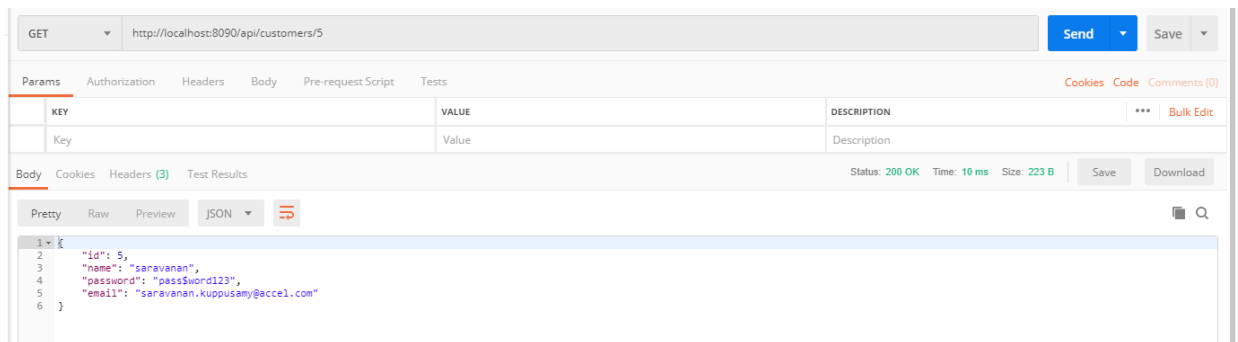 GET http://localhost:8090/api/customers/5 Send Save
Params Authorization Headers Body Pre-request Script Tests Cookies Code Comments (0)
KEY VALUE DESCRIPTION ••• Bulk Edit
Key Value Description
Body Cookies Headers (3) Test Results Status: 200 OK Time: 10 ms Size: 223 B Save Download
Pretty Raw Preview JSON
1 {
2 "id": 5,
3 "name": "saravanan",
4 "password": "pass$word123",
5 "email": "saravanan.kuppusamy@accel.com"
6 }